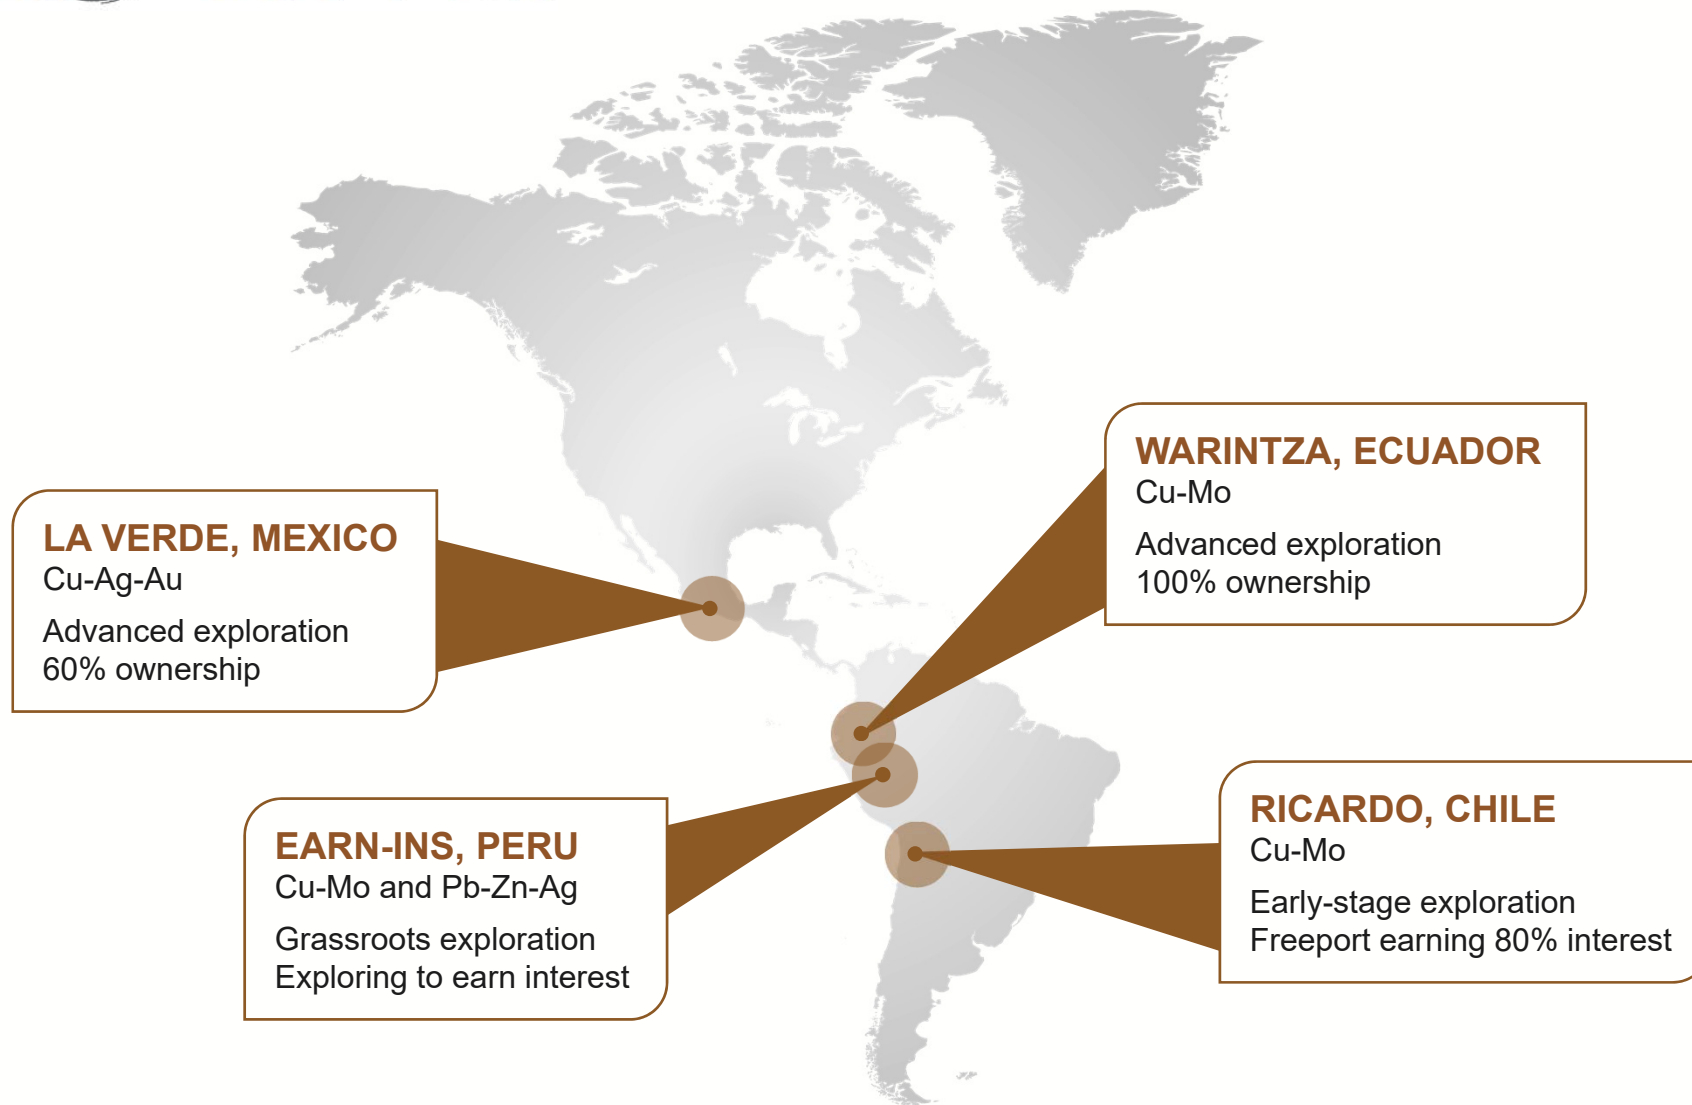 WARINTZA, ECUADOR
Cu-Mo
Advanced exploration
100% ownership
LA VERDE, MEXICO
Cu-Ag-Au
Advanced exploration
60% ownership
RICARDO, CHILE
Cu-Mo
Early-stage exploration
Freeport earning 80% interest
EARN-INS, PERU
Cu-Mo and Pb-Zn-Ag
Grassroots exploration
Exploring to earn interest